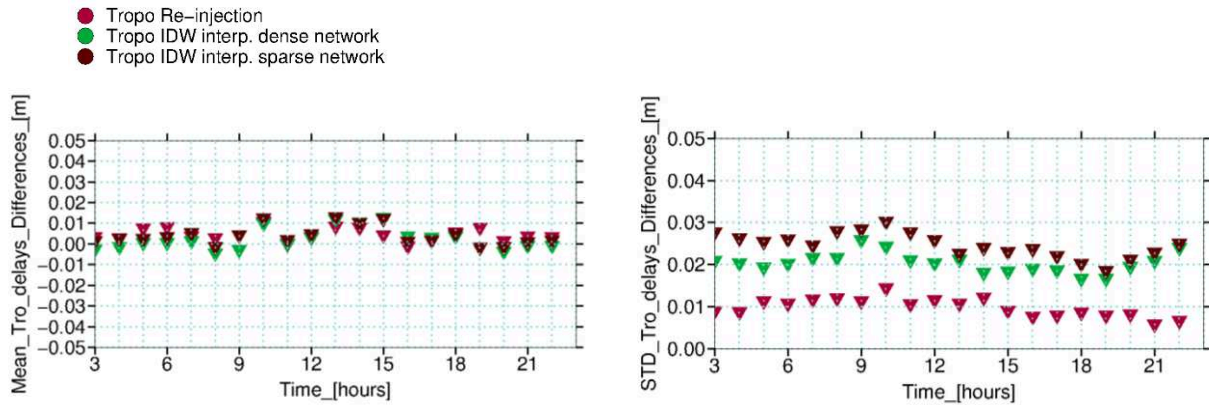 Tropo Re-injection
Tropo IDW interp. dense network
Tropo IDW interp. sparse network
Mean_Tro_delays_Differences_[m]
0.05
0.04
0.03
0.02
0.01
0.00
−0.01
−0.02
−0.03
−0.04
−0.05
3 6 9 12 15 18 21
Time_[hours]
STD_Tro_delays_Differences_[m]
0.05
0.04
0.03
0.02
0.01
0.00
3 6 9 12 15 18 21
Time_[hours]